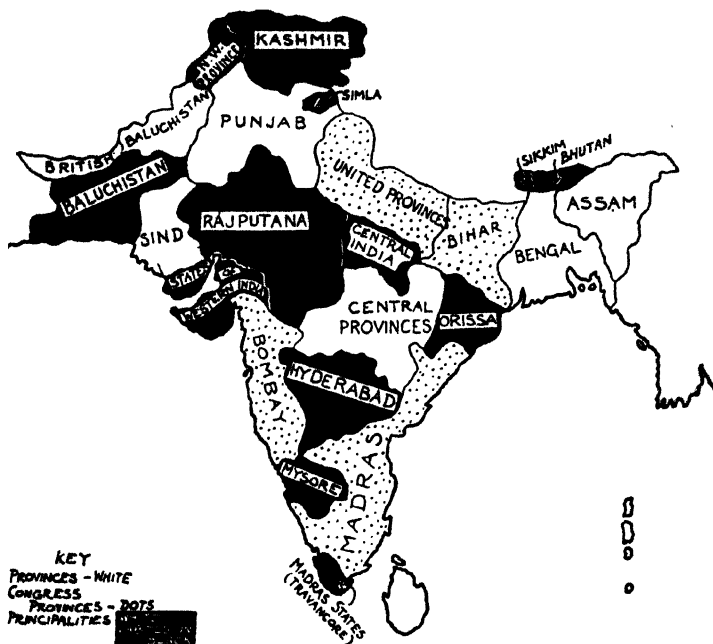 KASHMIR
N.W.
PROVINCE
SIMLA
PUNJAB
BALUCHISTAN
BRITISH
BALUCHISTAN
SIKKIM
BHUTAN
UNITED PROVINCES
ASSAM
RAJPUTANA
SIND
BIHAR
CENTRAL
INDIA
BENGAL
STATES OF
WESTERN INDIA
CENTRAL
PROVINCES
ORISSA
BOMBAY
HYDERABAD
MADRAS
MYSORE
MADRAS STATES
(TRAVANCORE)
KEY
PROVINCES - WHITE
CONGRESS
PROVINCES - DOTS
PRINCIPALITIES